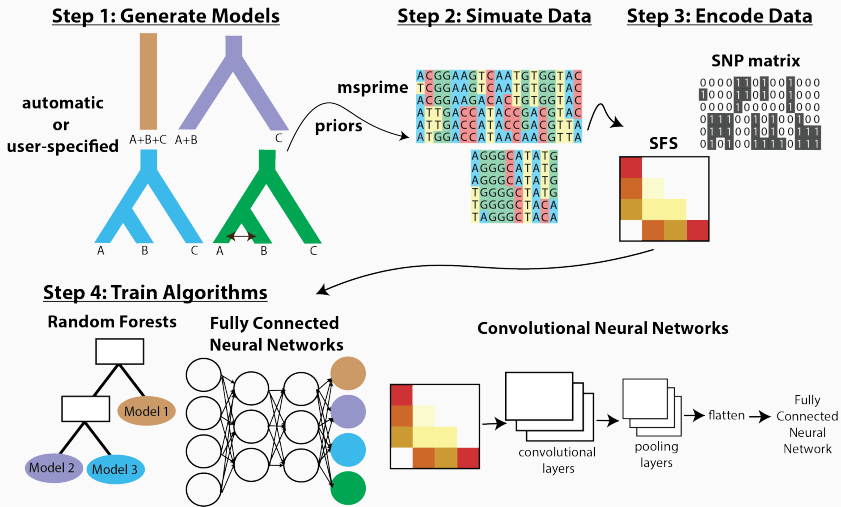 Step 1: Generate Models
Step 2: Simuate Data
Step 3: Encode Data
automatic
or
user-specified
A+B+C
A+B
C
A
B
C
A
B
C
msprime
priors
ACGGAAGTCAATGTGGTAC
TCGGAAGTCAATGTGGTAC
ACGGAAGACACTGTGGTAC
ATTGACCATACCGACGTAC
ATTGACCATACCGACGTTA
ATGGACCATAACAACGTTA
AGGGCATATG
AGGGCATATG
AGGGCATATG
TGGGGCTATG
TGGGGCTACA
TAGGGCTACA
SNP matrix
SFS
Step 4: Train Algorithms
Random Forests
Model 1
Model 2
Model 3
Fully Connected
Neural Networks
Convolutional Neural Networks
convolutional
layers
pooling
layers
flatten
Fully
Connected
Neural
Network